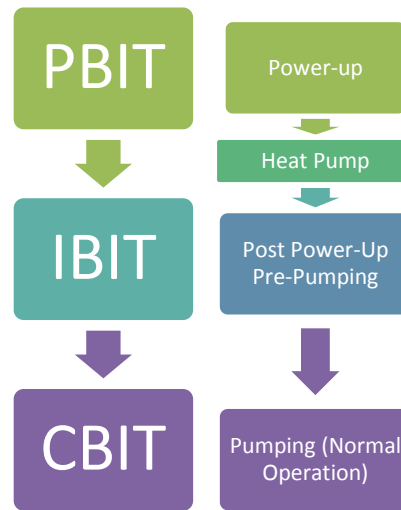 PBIT
Power-up
Heat Pump
IBIT
Post Power-Up
Pre-Pumping
CBIT
Pumping (Normal
Operation)